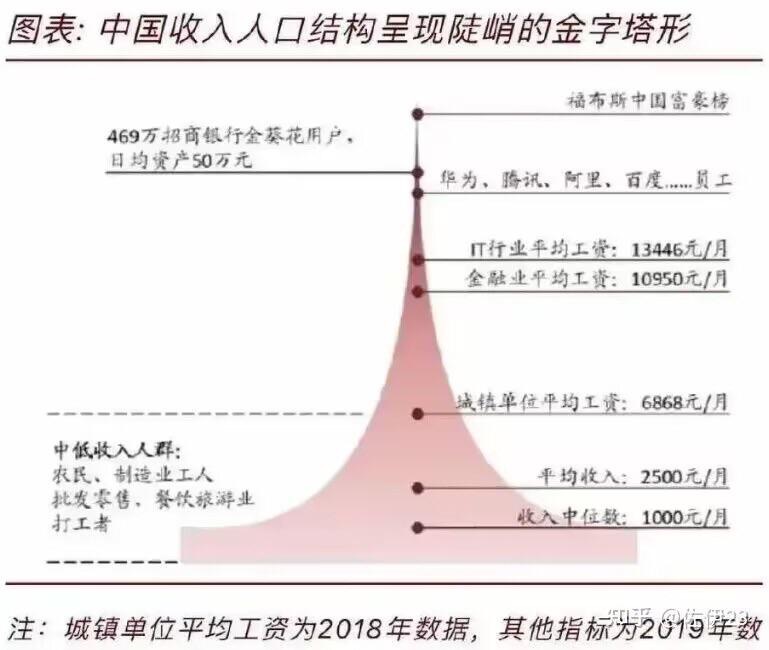 图表: 中国收入人口结构呈现陡峭的金字塔形
福布斯中国富豪榜
469万招商银行金葵花用户,
日均资产50万元
华为、腾讯、阿里、百度……员工
IT行业平均工资: 13446元/月
金融业平均工资: 10950元/月
城镇单位平均工资: 6868元/月
中低收入人群:
农民、制造业工人
批发零售、餐饮旅游业
打工者
平均收入: 2500元/月
收入中位数: 1000元/月
知乎 @佐伊23
注: 城镇单位平均工资为2018年数据, 其他指标为2019年数